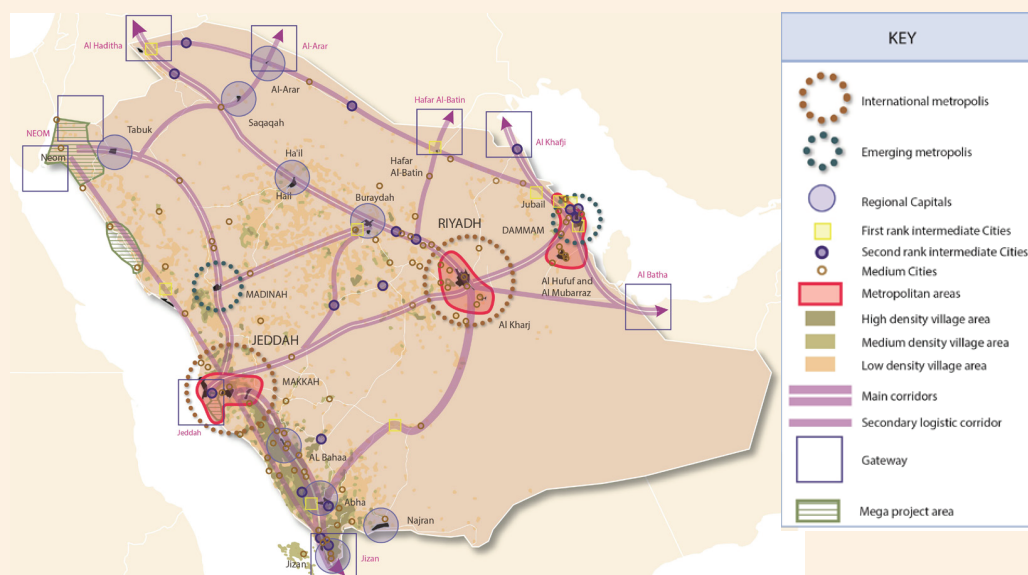 Al Haditha
Al-Arar
Al-Arar
Hafar Al-Batin
Al Khafji
NEOM
Tabuk
Saqaqah
Neom
Ha'il
Hail
Hafar
Al-Batin
Buraydah
Jubail
RIYADH
DAMMAM
MADINAH
Al Hufuf and
Al Mubarraz
Al Batha
Al Kharj
JEDDAH
MAKKAH
Jeddah
AL Bahaa
Abha
Najran
Jizan
Jizan
KEY
International metropolis
Emerging metropolis
Regional Capitals
First rank intermediate Cities
Second rank intermediate Cities
Medium Cities
Metropolitan areas
High density village area
Medium density village area
Low density village area
Main corridors
Secondary logistic corridor
Gateway
Mega project area